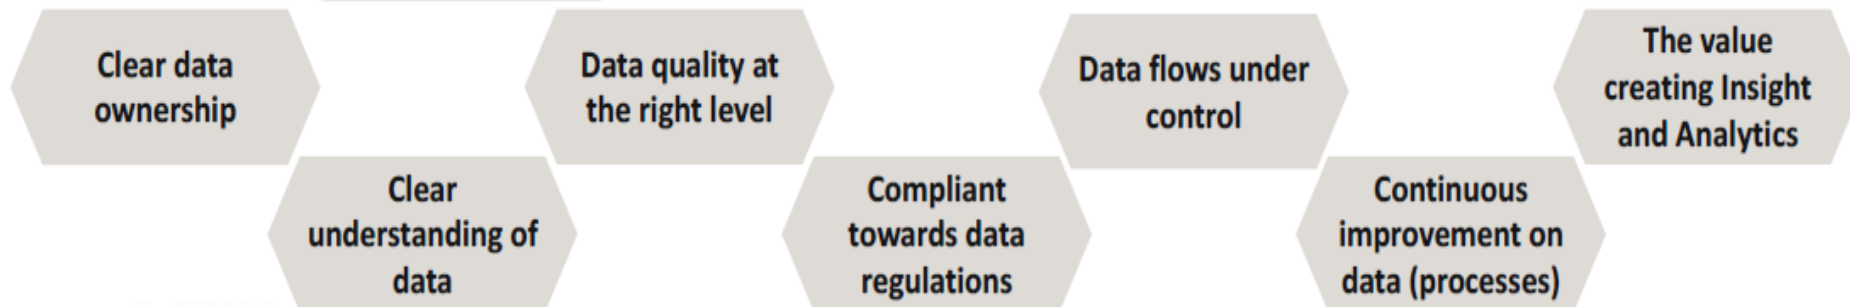 Clear data
ownership
Clear
understanding of
data
Data quality at
the right level
Compliant
towards data
regulations
Data flows under
control
Continuous
improvement on
data (processes)
The value
creating Insight
and Analytics